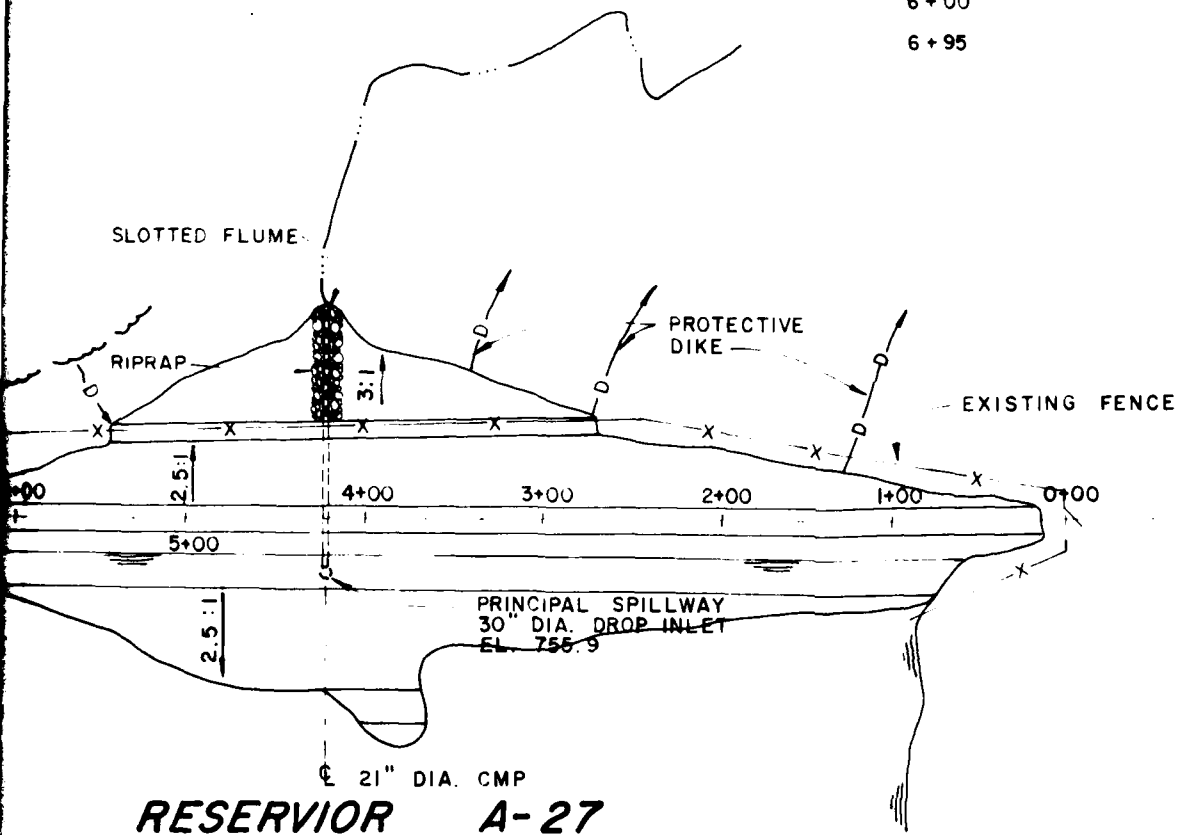 6+00
6+95
SLOTTED FLUME
RIPRAP
D
3:1
D
D
PROTECTIVE
DIKE
D
D
EXISTING FENCE
X X X X X X X
2.5:1
4+00 3+00 2+00 1+00 0+00
5+00
X
PRINCIPAL SPILLWAY
30" DIA. DROP INLET
EL. 755.9
2.5:1
℄ 21" DIA. CMP
RESERVIOR A-27